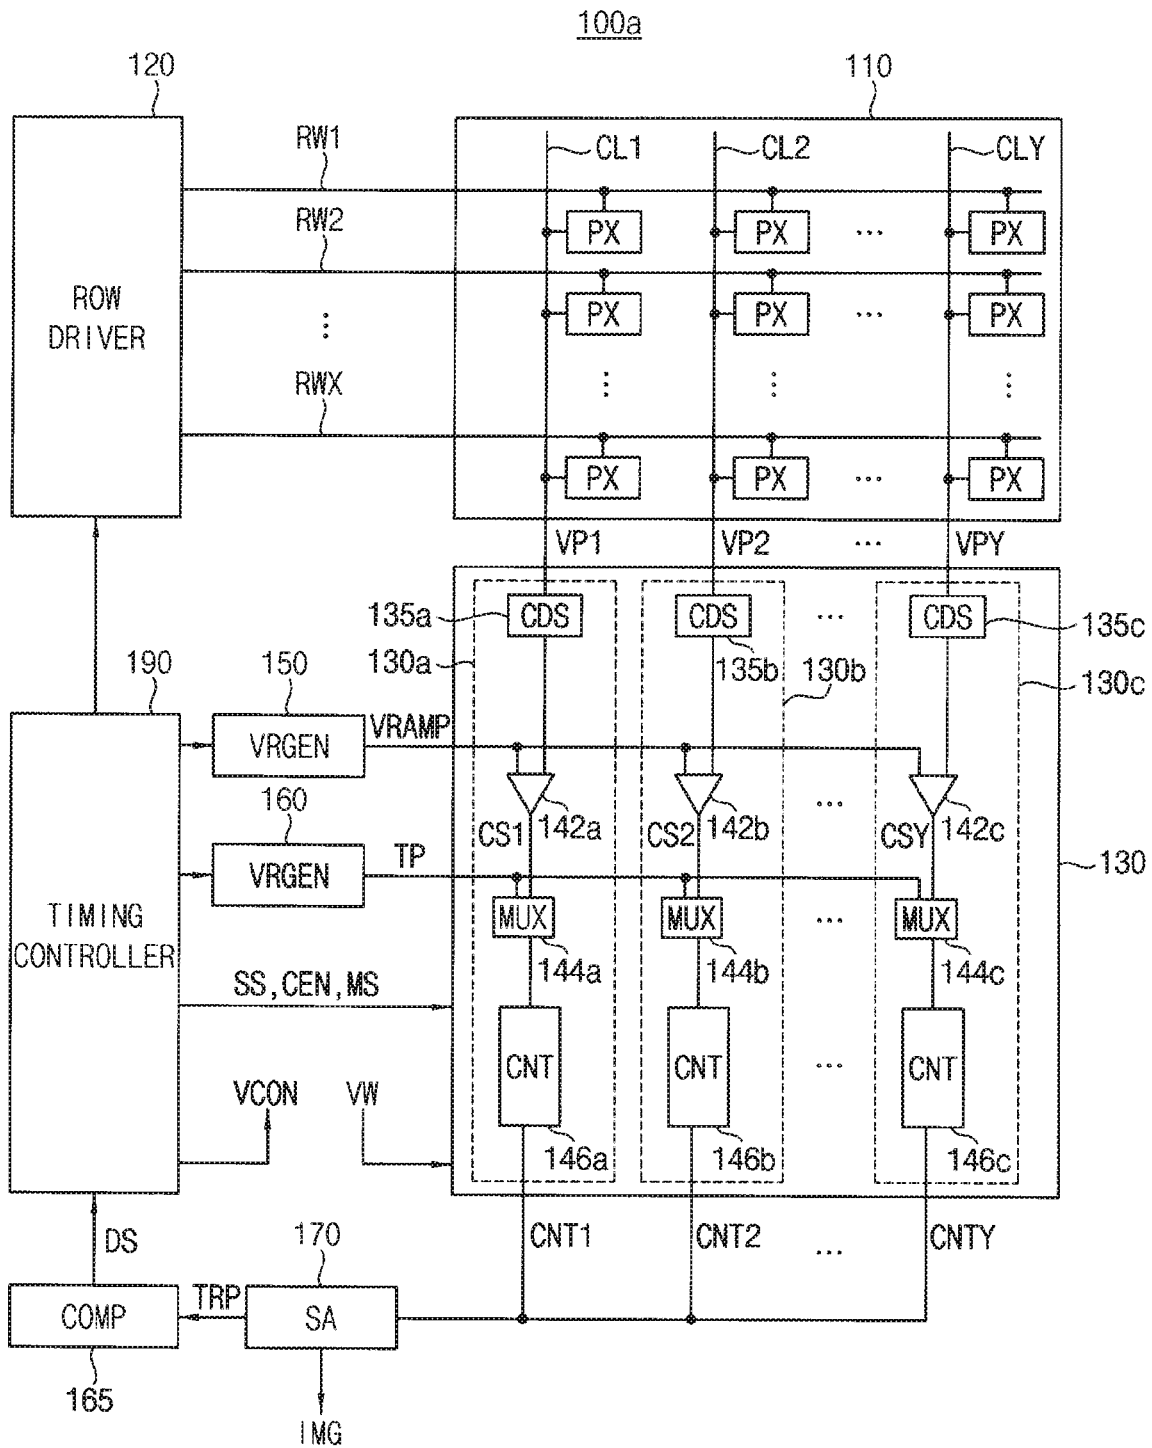 100a
120
110
RW1
CL1
CL2
CLY
RW2
PX
PX
...
PX
ROW
DRIVER
...
PX
PX
...
PX
RWX
PX
PX
...
PX
VP1
VP2
...
VPY
135a
CDS
CDS
...
CDS
135c
130a
135b
130b
130c
190
150
VRGEN
VRAMP
160
CS1
142a
CS2
142b
...
CSY
142c
VRGEN
TP
130
TIMING
CONTROLLER
MUX
MUX
...
MUX
144a
144b
144c
SS,CEN,MS
CNT
CNT
...
CNT
VCON
VW
146a
146b
146c
DS
170
CNT1
CNT2
...
CNTY
COMP
TRP
SA
165
IMG